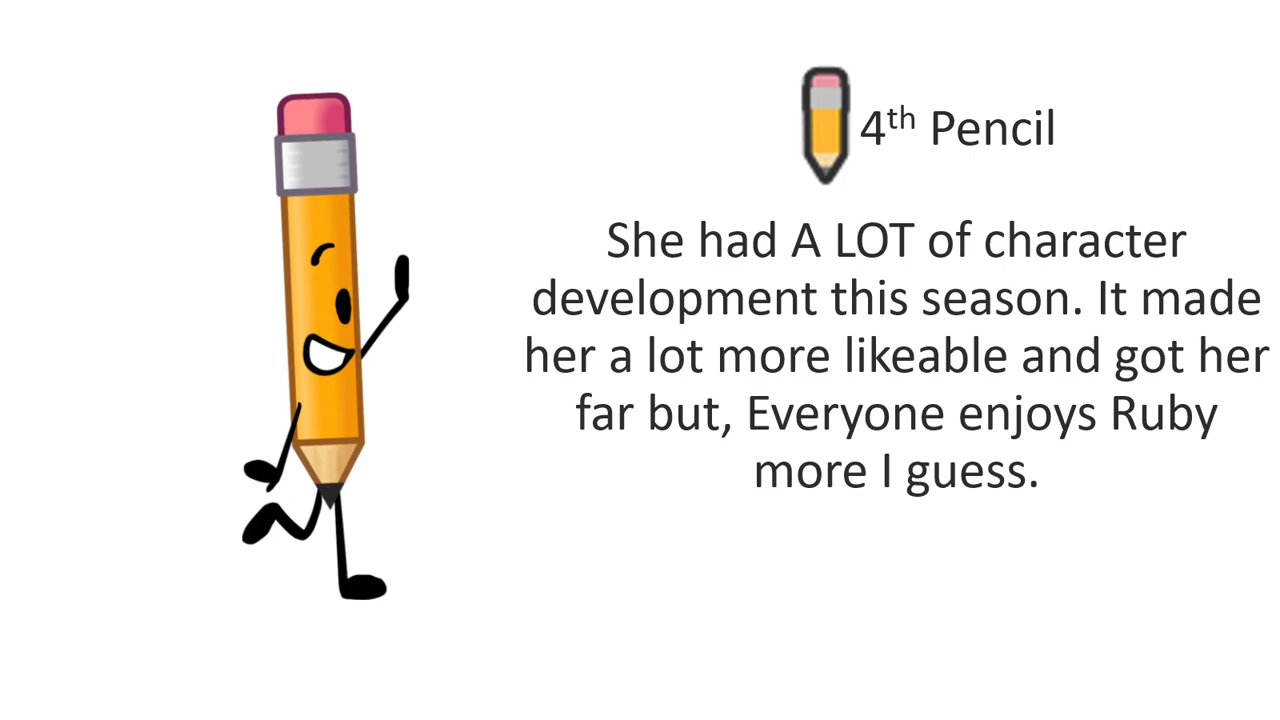 4th Pencil
She had A LOT of character
development this season. It made
her a lot more likeable and got her
far but, Everyone enjoys Ruby
more I guess.